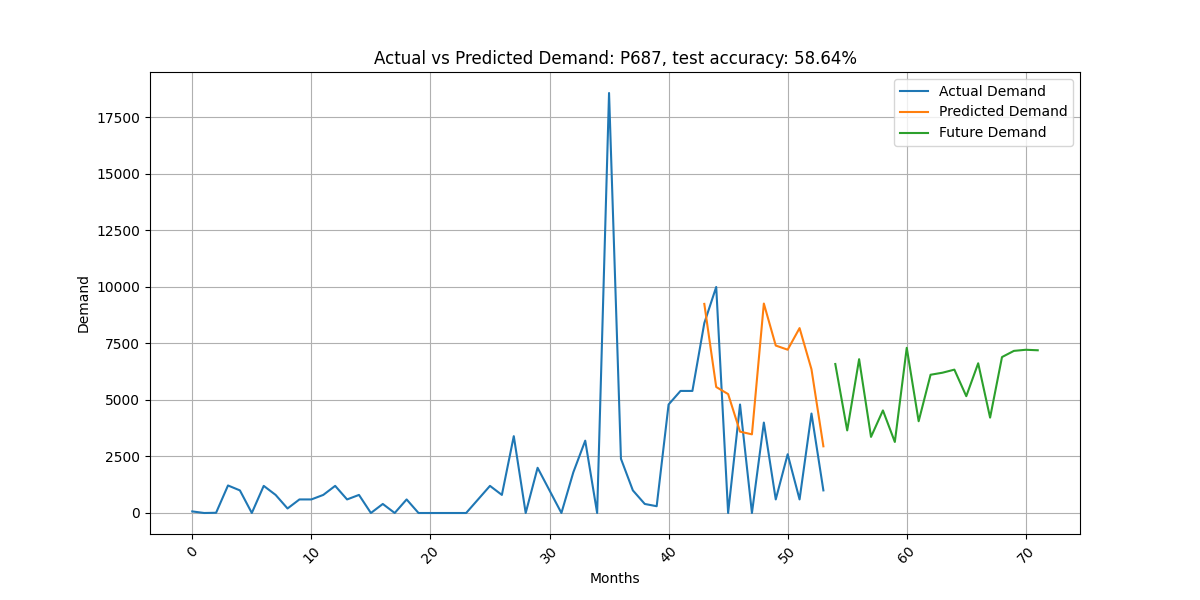 Actual vs Predicted Demand: P687, test accuracy: 58.64%
Actual Demand
Predicted Demand
Future Demand
Demand
17500
15000
12500
10000
7500
5000
2500
0
0 10 20 30 40 50 60 70
Months